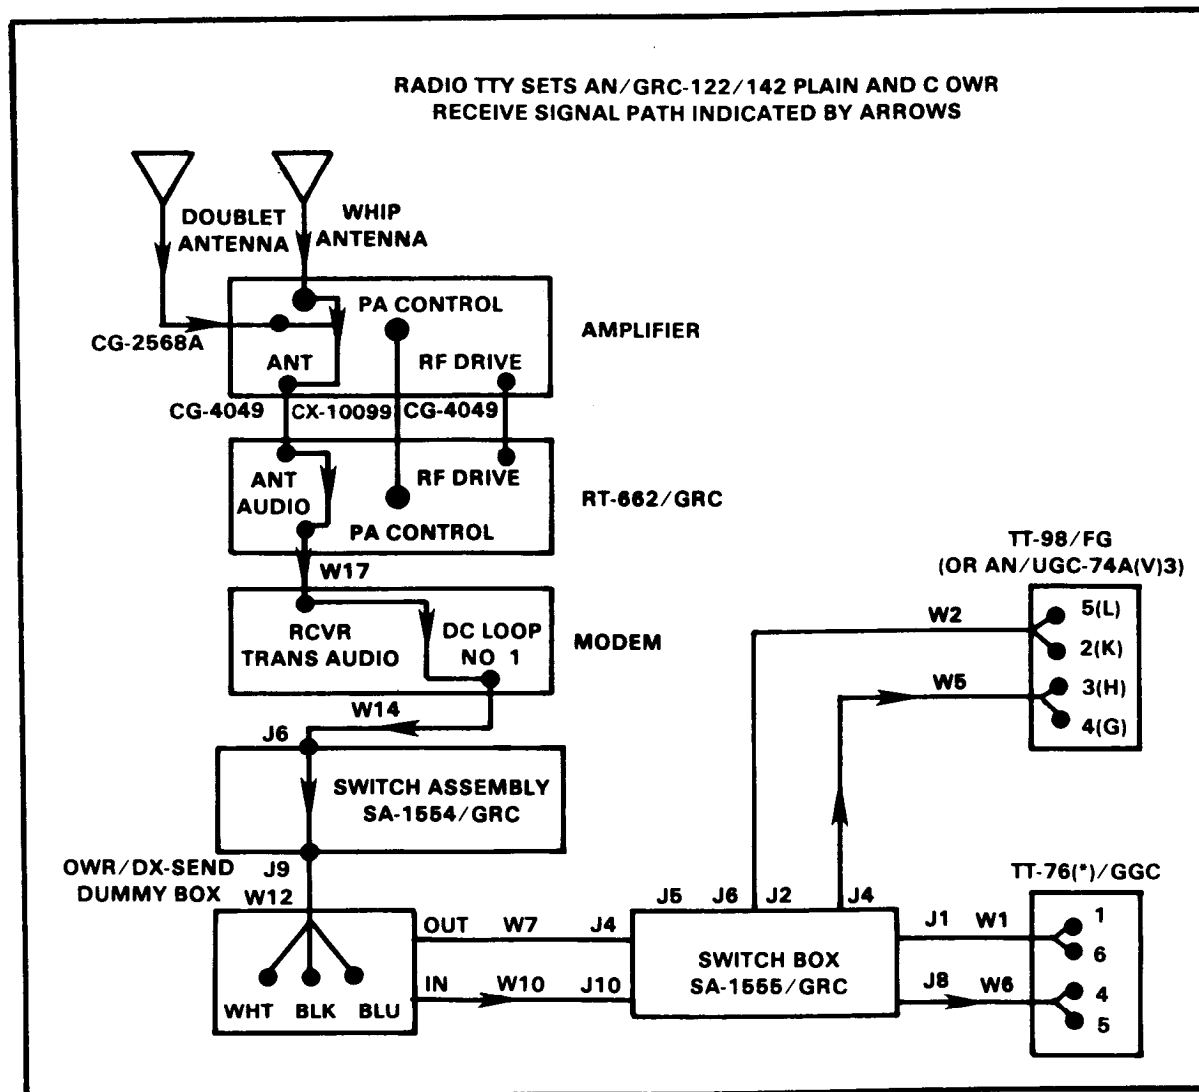 RADIO TTY SETS AN/GRC-122/142 PLAIN AND C OWR
RECEIVE SIGNAL PATH INDICATED BY ARROWS
DOUBLET
ANTENNA
WHIP
ANTENNA
CG-2568A
PA CONTROL
ANT
RF DRIVE
AMPLIFIER
CG-4049
CX-10099
CG-4049
ANT
AUDIO
RF DRIVE
PA CONTROL
RT-662/GRC
W17
RCVR
TRANS AUDIO
DC LOOP
NO 1
MODEM
W14
J6
SWITCH ASSEMBLY
SA-1554/GRC
J9
OWR/DX-SEND
DUMMY BOX
W12
WHT
BLK
BLU
OUT
W7
J4
IN
W10
J10
J5
J6
J2
J4
SWITCH BOX
SA-1555/GRC
W2
W5
TT-98/FG
(OR AN/UGC-74A(V)3)
5(L)
2(K)
3(H)
4(G)
J1
W1
J8
W6
TT-76(*)/GGC
1
6
4
5